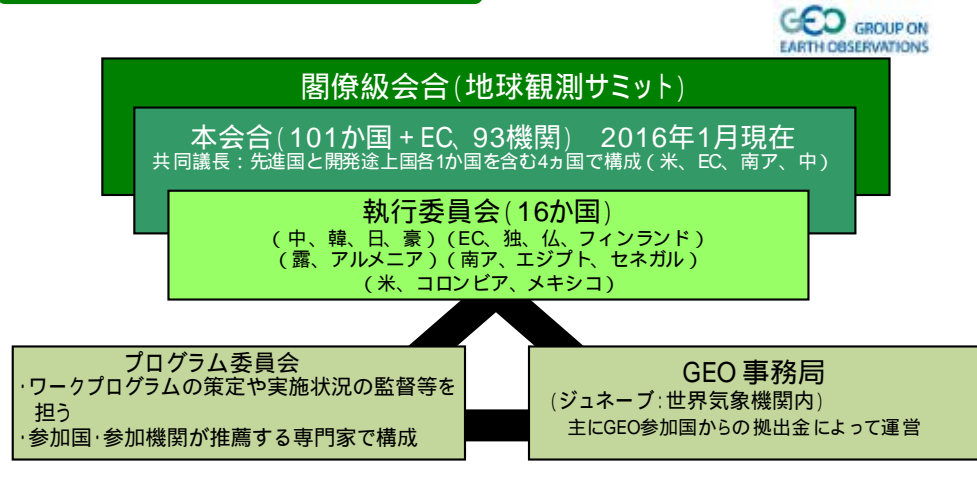 GEO GROUP ON
EARTH OBSERVATIONS
閣僚級会合(地球観測サミット)
本会合(101か国+EC、93機関) 2016年1月現在
共同議長:先進国と開発途上国各1か国を含む4ヵ国で構成(米、EC、南ア、中)
執行委員会(16か国)
(中、韓、日、豪)(EC、独、仏、フィンランド)
(露、アルメニア)(南ア、エジプト、セネガル)
(米、コロンビア、メキシコ)
プログラム委員会
・ワークプログラムの策定や実施状況の監督等を
担う
・参加国・参加機関が推薦する専門家で構成
GEO 事務局
(ジュネーブ:世界気象機関内)
主にGEO参加国からの拠出金によって運営